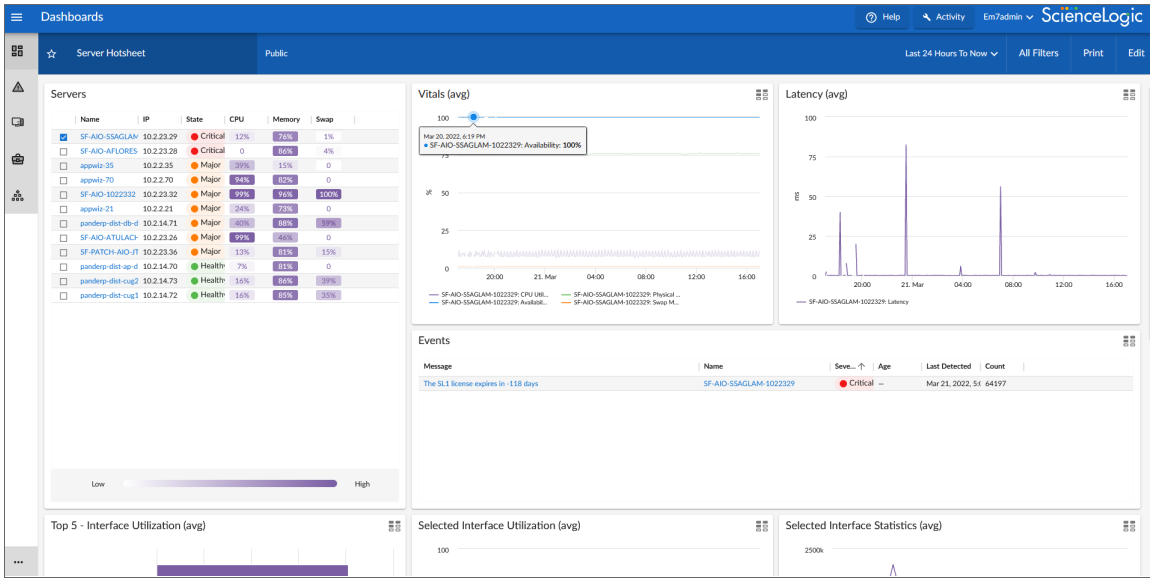 Dashboards
Help
Activity
Em7admin
ScienceLogic
Server Hotsheet
Public
Last 24 Hours To Now
All Filters
Print
Edit
Servers
Name IP State CPU Memory Swap
SF-AIO-SSAGLAM 10.2.23.29 Critical 12% 76% 1%
SF-AIO-AFLORES 10.2.23.28 Critical 0 86% 4%
appwiz-35 10.2.2.35 Major 39% 15% 0
appwiz-70 10.2.2.70 Major 94% 82% 0
SF-AIO-1022332 10.2.23.32 Major 99% 96% 100%
appwiz-21 10.2.2.21 Major 24% 73% 0
panderp-dist-db-d 10.2.14.71 Major 40% 88% 59%
SF-AIO-ATULACH 10.2.23.26 Major 99% 46% 0
SF-PATCH-AIO-JT 10.2.23.36 Major 13% 81% 15%
panderp-dist-ap-d 10.2.14.70 Health 7% 81% 0
panderp-dist-cug2 10.2.14.73 Health 16% 86% 39%
panderp-dist-cug1 10.2.14.72 Health 16% 85% 35%
Low High
Vitals (avg)
100
Mar 20, 2022, 6:19 PM
SF-AIO-SSAGLAM-1022329: Availability: 100%
75
%
50
25
0
20:00 21. Mar 04:00 08:00 12:00 16:00
SF-AIO-SSAGLAM-1022329: CPU Util... SF-AIO-SSAGLAM-1022329: Physical ...
SF-AIO-SSAGLAM-1022329: Availabil... SF-AIO-SSAGLAM-1022329: Swap M...
Latency (avg)
100
75
ms
50
25
0
20:00 21. Mar 04:00 08:00 12:00 16:00
SF-AIO-SSAGLAM-1022329: Latency
Events
Message Name Seve... Age Last Detected Count
The SL1 license expires in -118 days SF-AIO-SSAGLAM-1022329 Critical – Mar 21, 2022, 5:( 64197
Top 5 - Interface Utilization (avg)
Selected Interface Utilization (avg)
100
Selected Interface Statistics (avg)
2500k